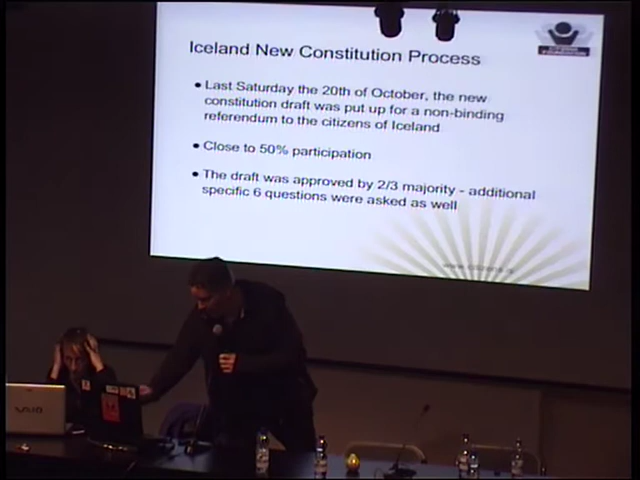 Iceland New Constitution Process
Last Saturday the 20th of October, the new
constitution draft was put up for a non-binding
referendum to the citizens of Iceland
Close to 50% participation
The draft was approved by 2/3 majority - additional
specific 6 questions were asked as well
VAIO